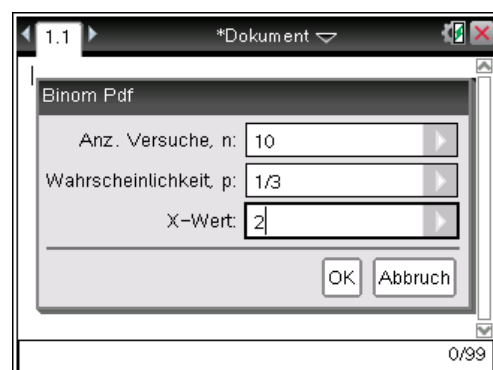 1.1 *Dokument
Binom Pdf
Anz. Versuche, n: 10
Wahrscheinlichkeit, p: 1/3
X-Wert: 2
OK Abbruch
0/99